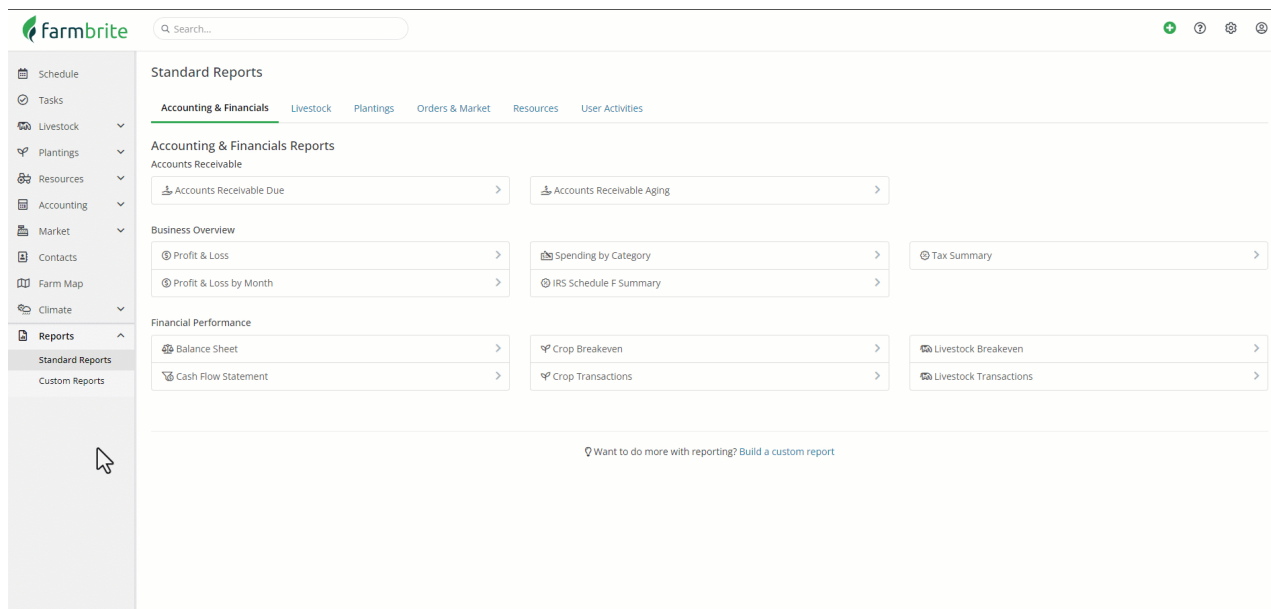 farmbrite
Search...
Schedule
Tasks
Livestock
Plantings
Resources
Accounting
Market
Contacts
Farm Map
Climate
Reports
Standard Reports
Custom Reports
Standard Reports
Accounting & Financials Livestock Plantings Orders & Market Resources User Activities
Accounting & Financials Reports
Accounts Receivable
Accounts Receivable Due Accounts Receivable Aging
Business Overview
Profit & Loss Spending by Category Tax Summary
Profit & Loss by Month IRS Schedule F Summary
Financial Performance
Balance Sheet Crop Breakeven Livestock Breakeven
Cash Flow Statement Crop Transactions Livestock Transactions
Want to do more with reporting? Build a custom report